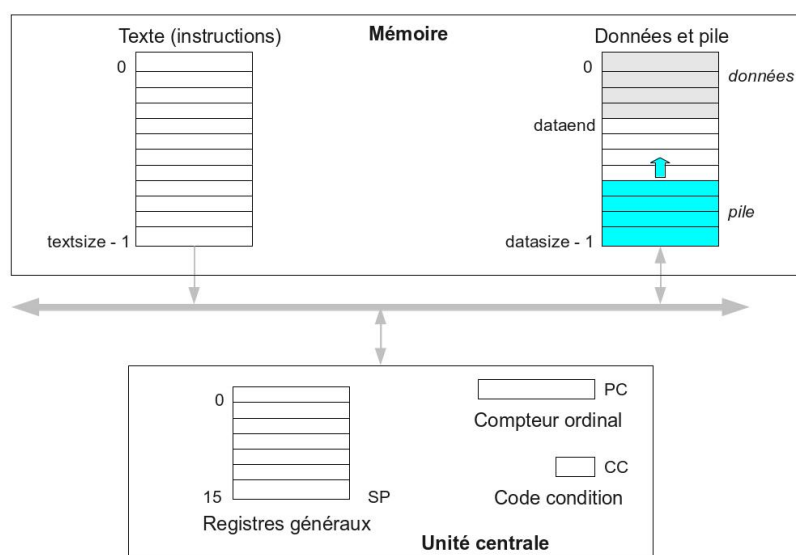 Texte (instructions)
Mémoire
Données et pile
0
0
données
dataend
pile
textsize - 1
datasize - 1
0
PC
Compteur ordinal
CC
15
SP
Code condition
Registres généraux
Unité centrale